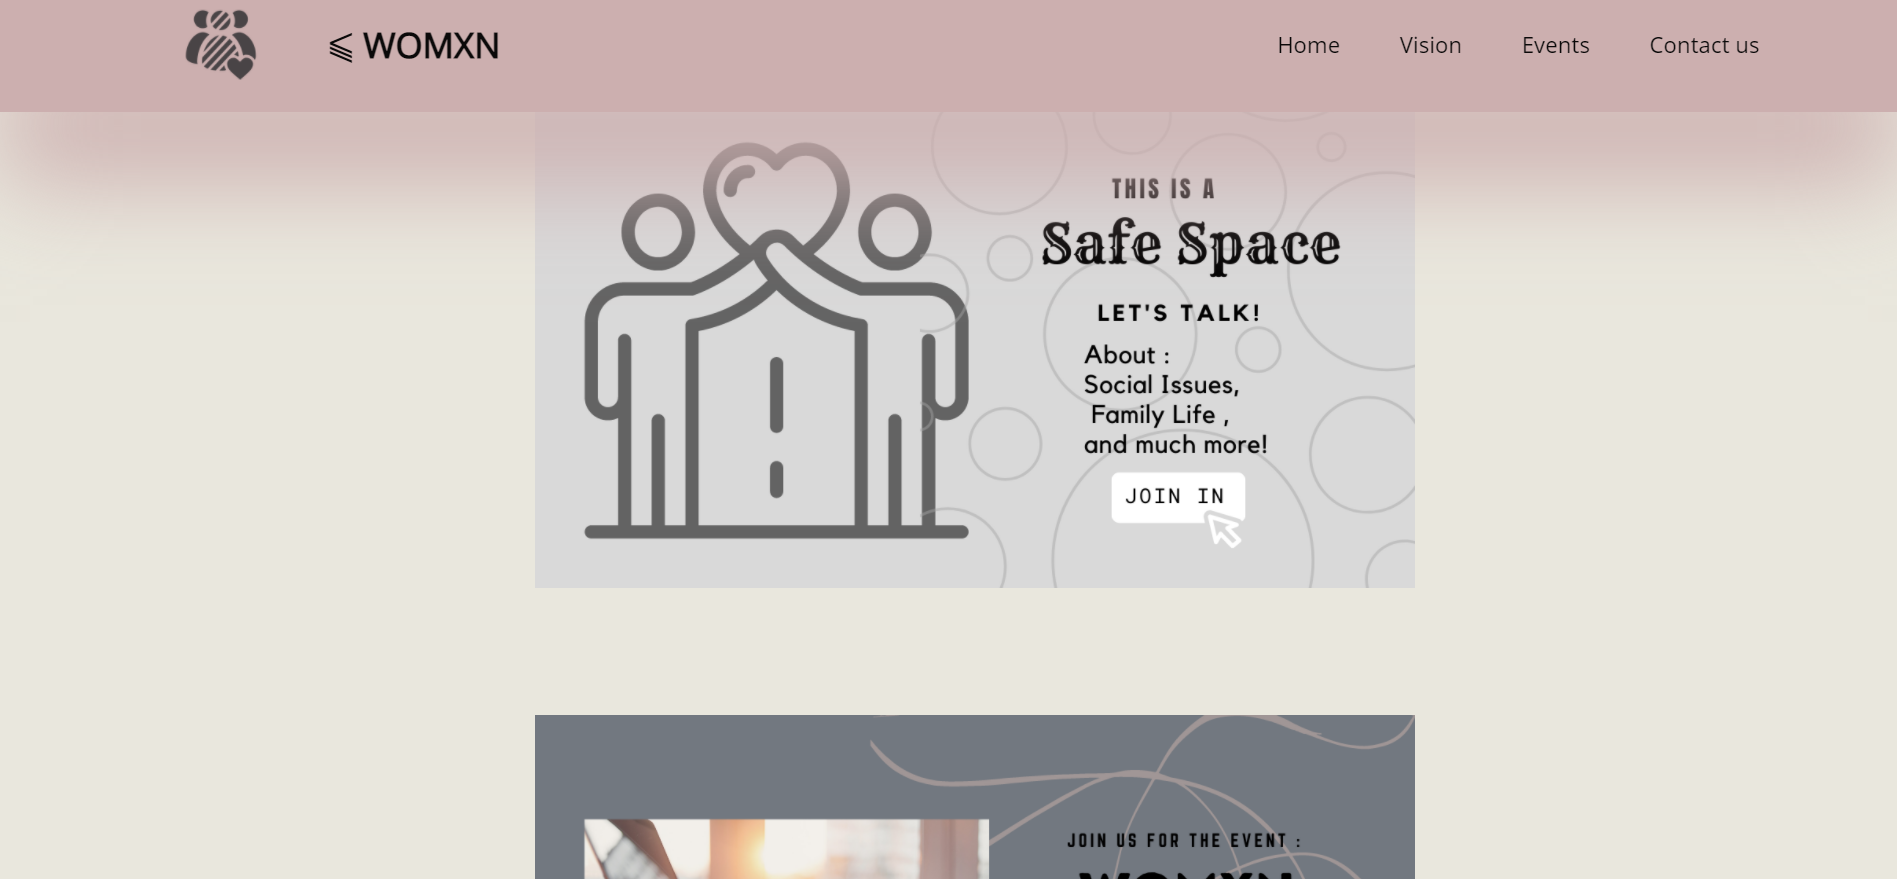 ⩽ WOMXN
Home Vision Events Contact us
THIS IS A
Safe Space
LET'S TALK!
About :
Social Issues,
Family Life ,
and much more!
JOIN IN
JOIN US FOR THE EVENT :
WOMXN